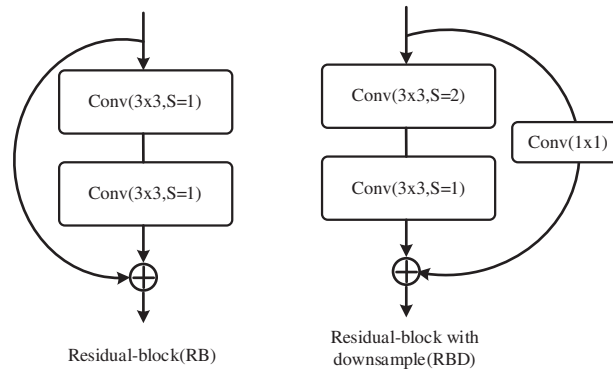 Conv(3x3,S=1)
Conv(3x3,S=1)
Residual-block(RB)
Conv(3x3,S=2)
Conv(1x1)
Conv(3x3,S=1)
Residual-block with
downsample(RBD)